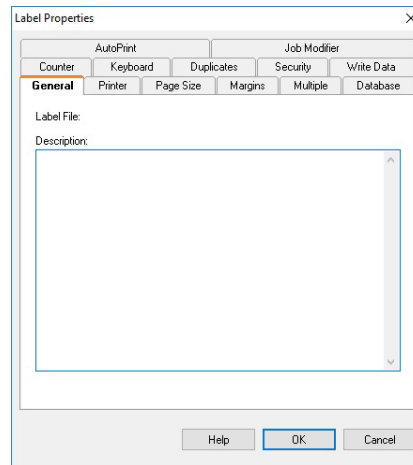 Label Properties
AutoPrint Job Modifier
Counter Keyboard Duplicates Security Write Data
General Printer Page Size Margins Multiple Database
Label File:
Description:
Help OK Cancel